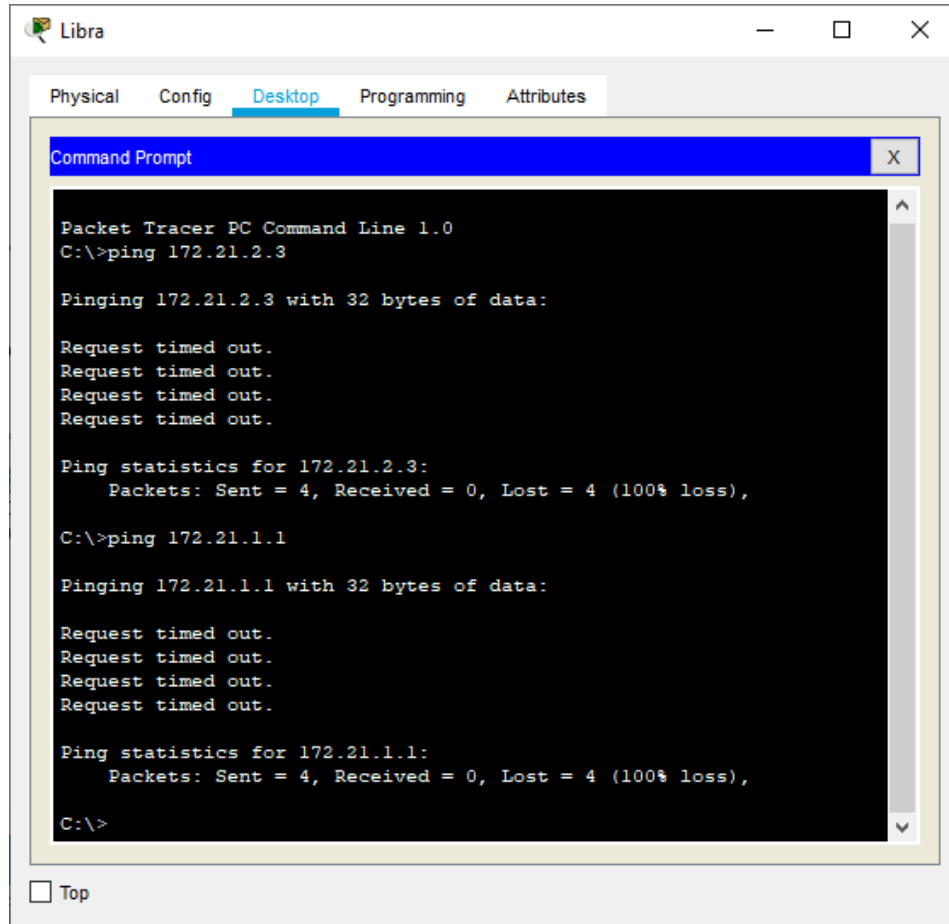 Libra
Physical Config Desktop Programming Attributes
Command Prompt X
Packet Tracer PC Command Line 1.0
C:\>ping 172.21.2.3
Pinging 172.21.2.3 with 32 bytes of data:
Request timed out.
Request timed out.
Request timed out.
Request timed out.
Ping statistics for 172.21.2.3:
Packets: Sent = 4, Received = 0, Lost = 4 (100% loss),
C:\>ping 172.21.1.1
Pinging 172.21.1.1 with 32 bytes of data:
Request timed out.
Request timed out.
Request timed out.
Request timed out.
Ping statistics for 172.21.1.1:
Packets: Sent = 4, Received = 0, Lost = 4 (100% loss),
C:\>
Top